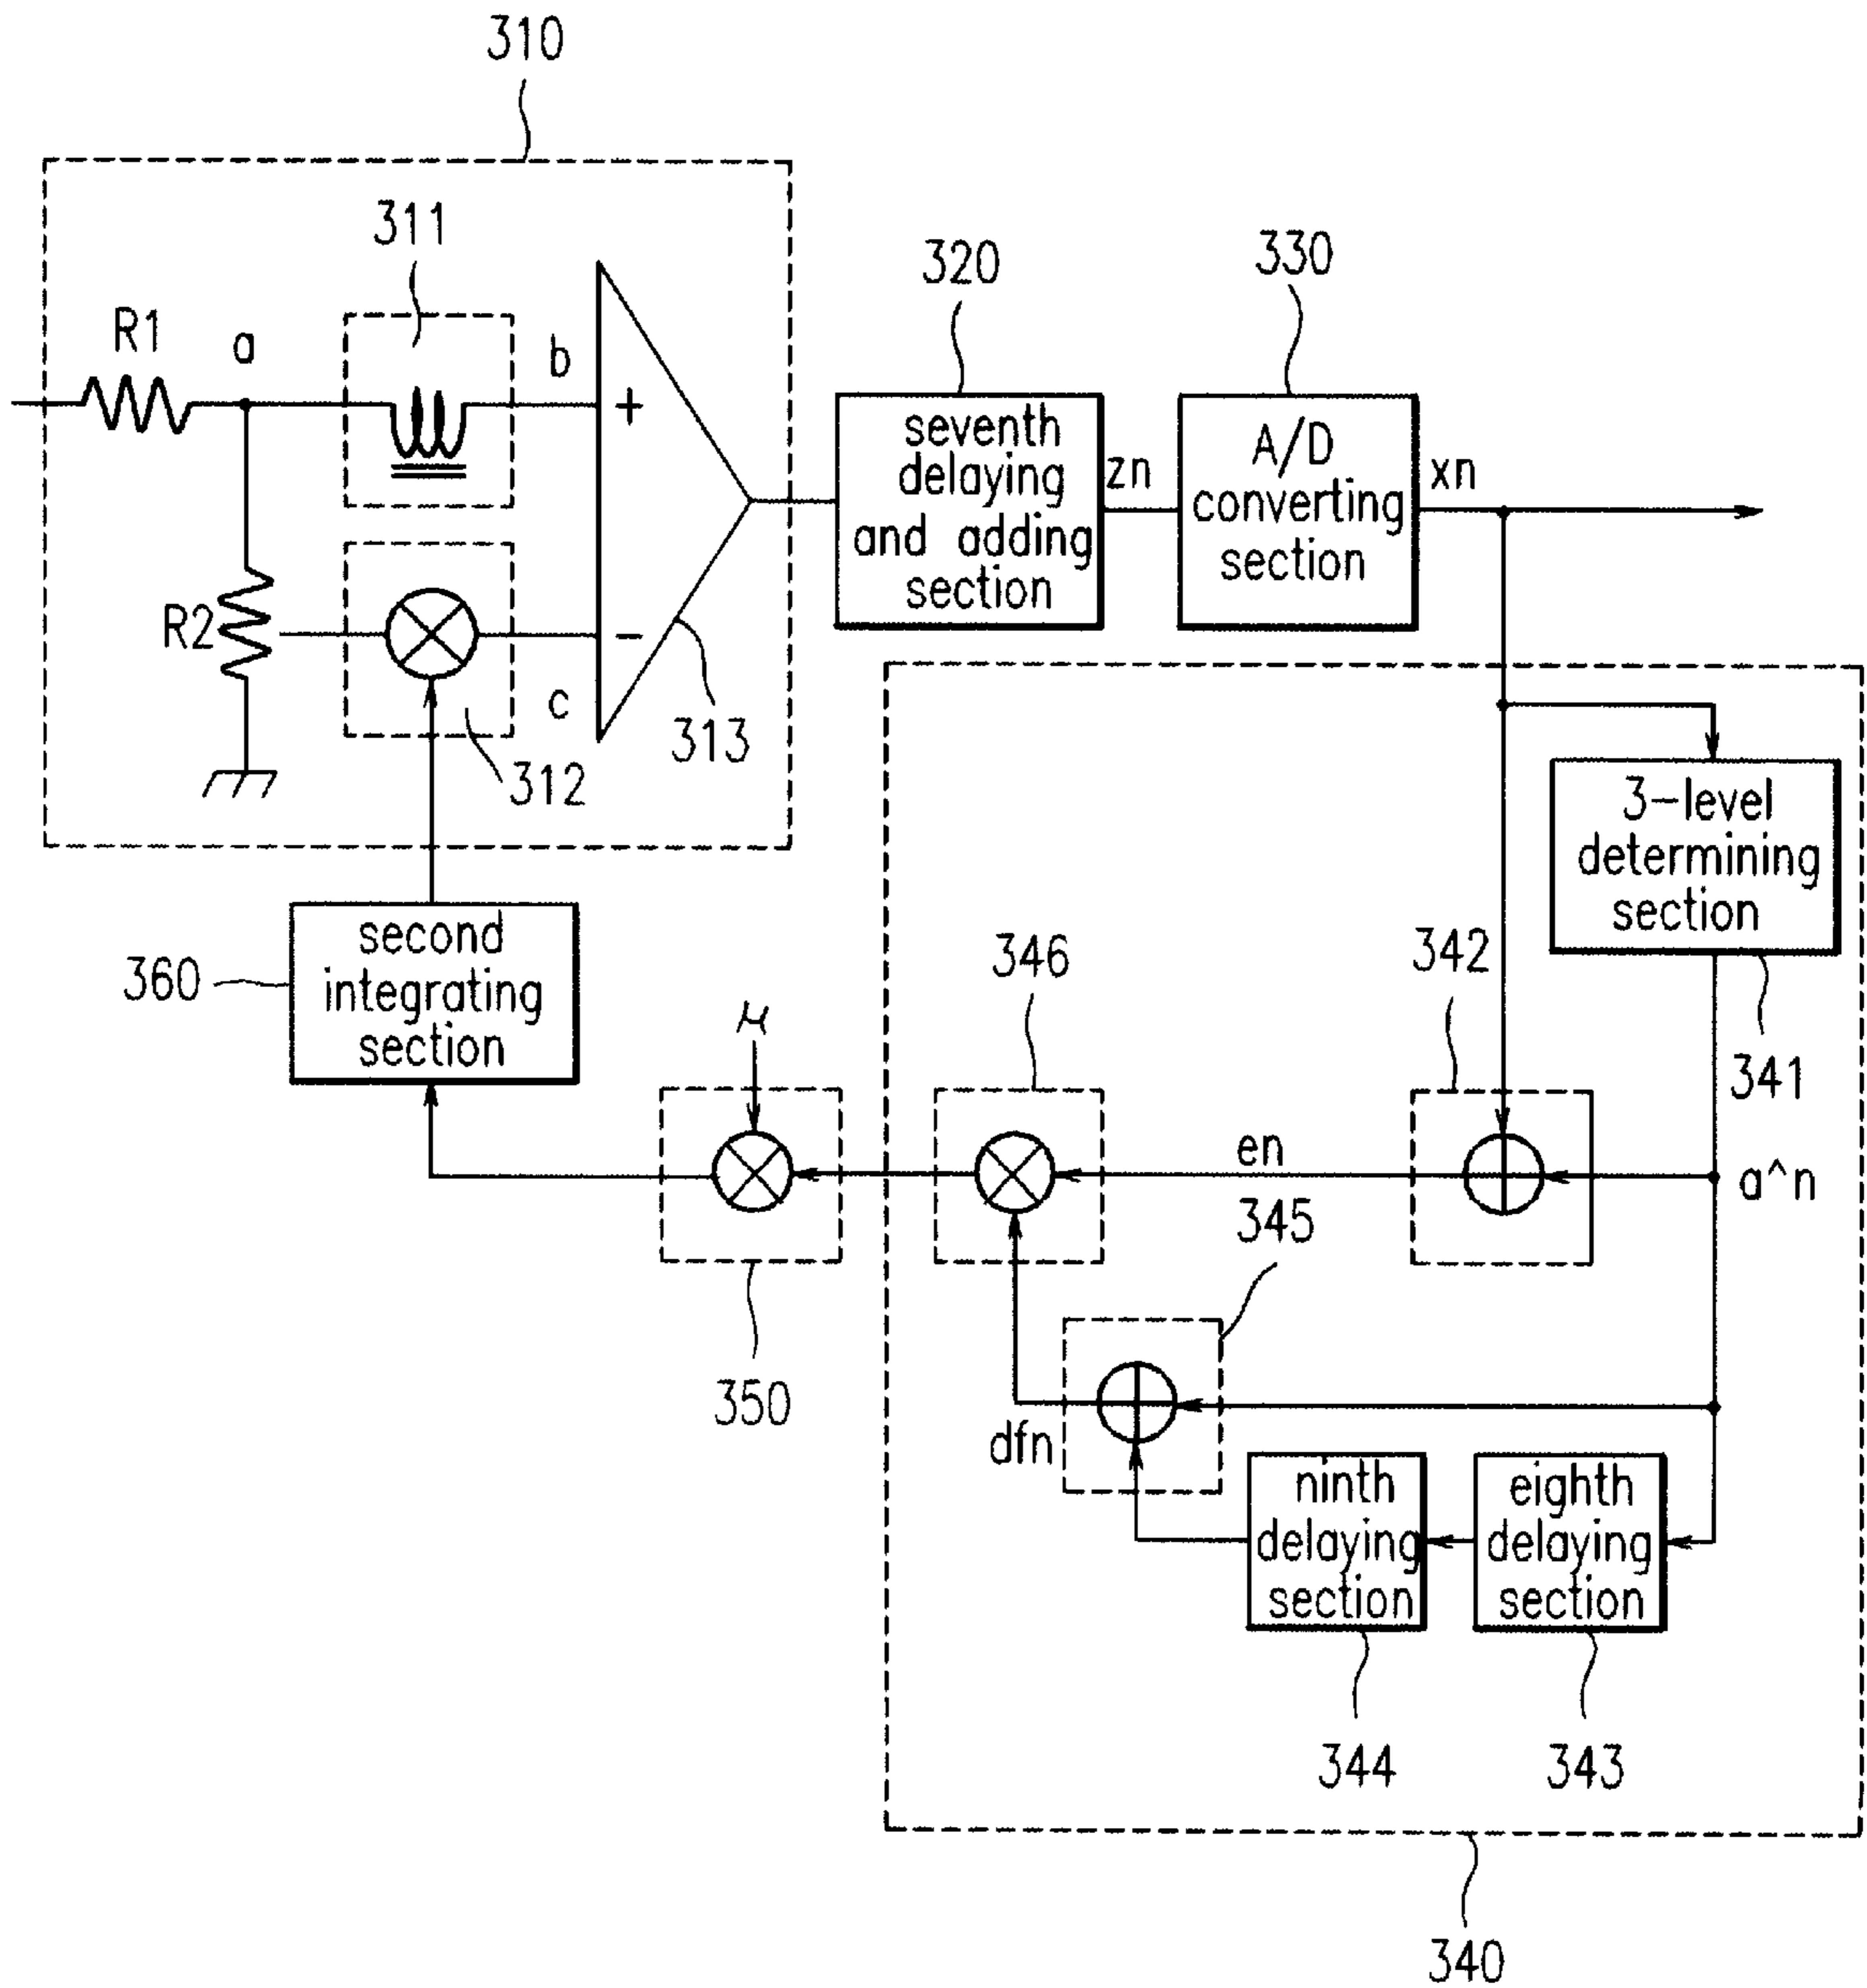 310
311
R1
a
b
+
320
330
seventh
delaying
and adding
section
zn
A/D
converting
section
xn
R2
−
c
312
313
3-level
determining
section
341
360
second
integrating
section
μ
346
342
en
a^n
345
350
dfn
ninth
delaying
section
eighth
delaying
section
344
343
340